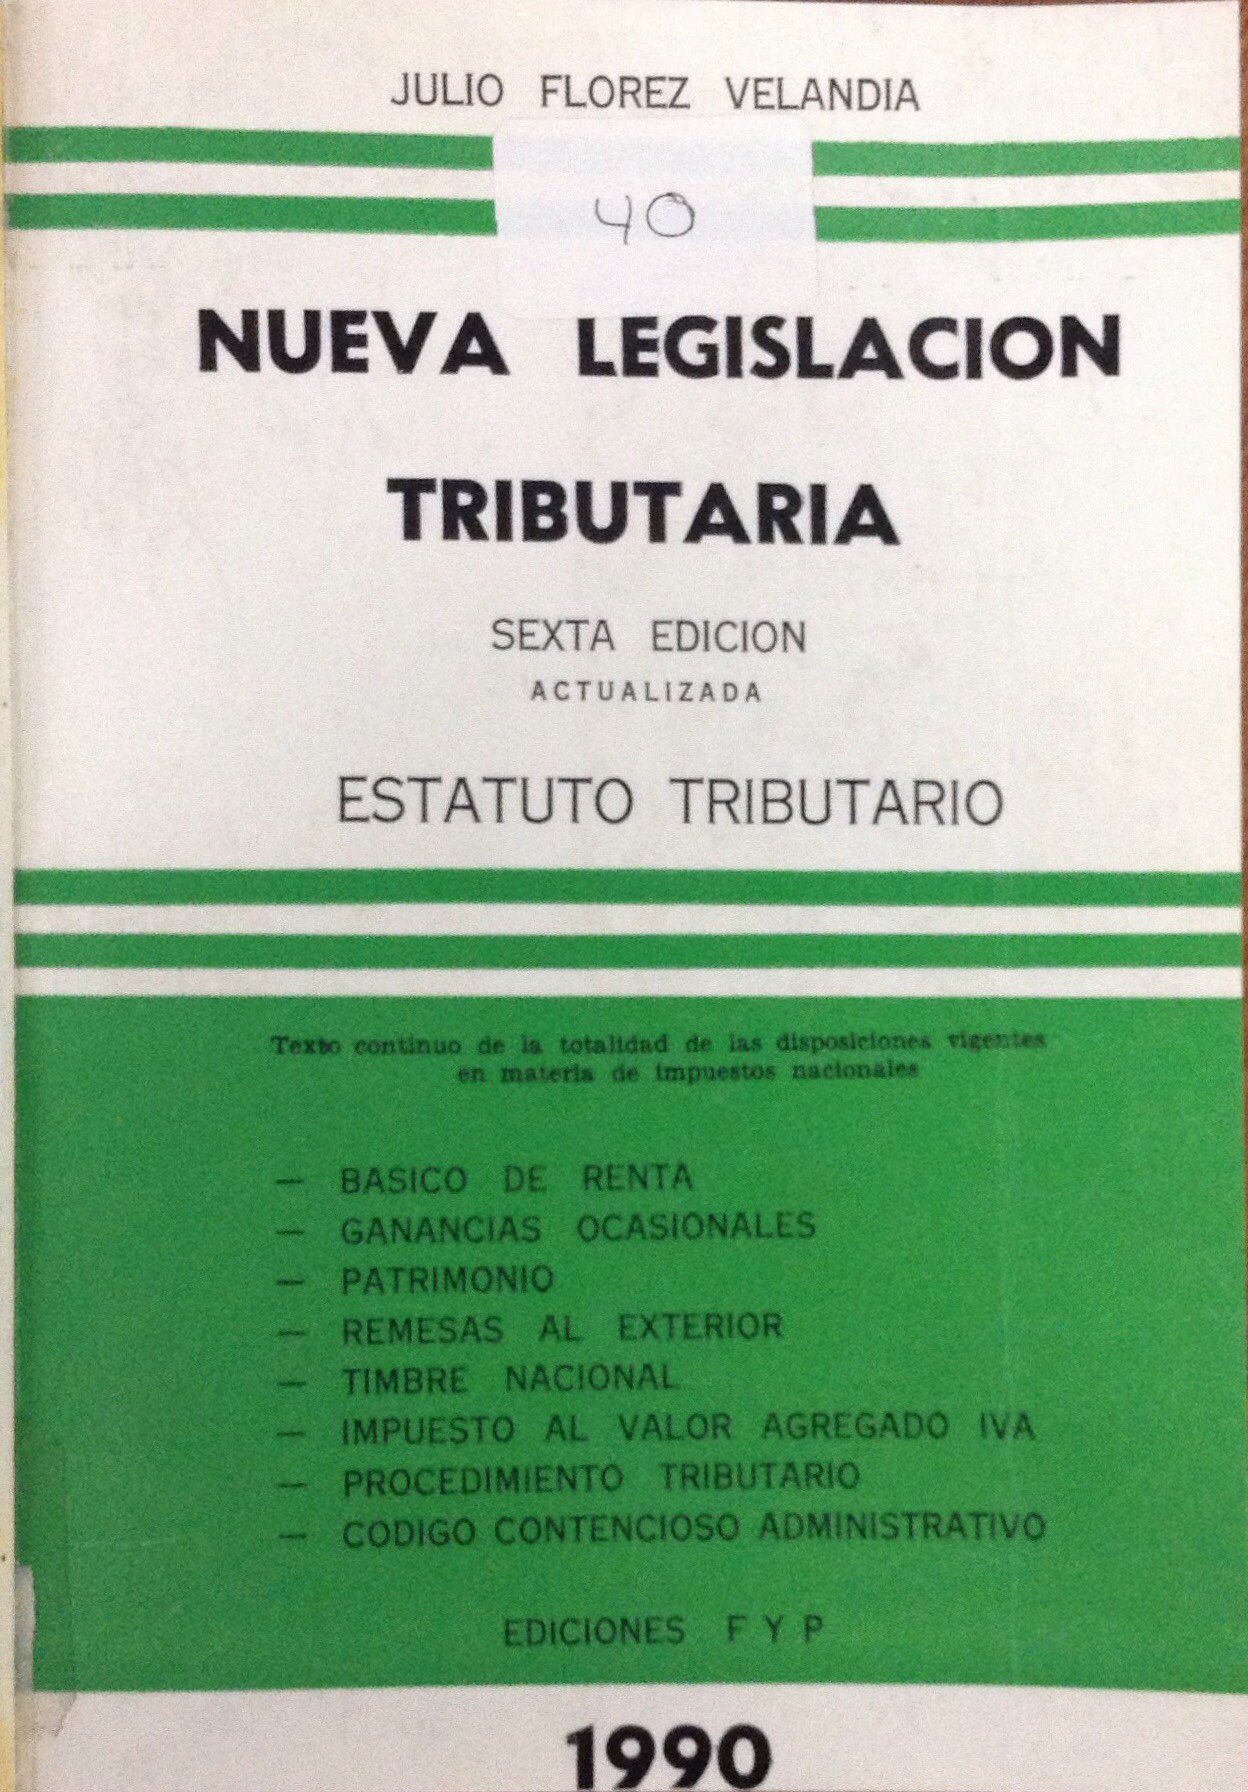 JULIO FLOREZ VELANDIA
40
NUEVA LEGISLACION
TRIBUTARIA
SEXTA EDICION
ACTUALIZADA
ESTATUTO TRIBUTARIO
Texto continuo de la totalidad de las disposiciones vigentes
en materia de impuestos nacionales
— BASICO DE RENTA
— GANANCIAS OCASIONALES
— PATRIMONIO
— REMESAS AL EXTERIOR
— TIMBRE NACIONAL
— IMPUESTO AL VALOR AGREGADO IVA
— PROCEDIMIENTO TRIBUTARIO
— CODIGO CONTENCIOSO ADMINISTRATIVO
EDICIONES F Y P
1990